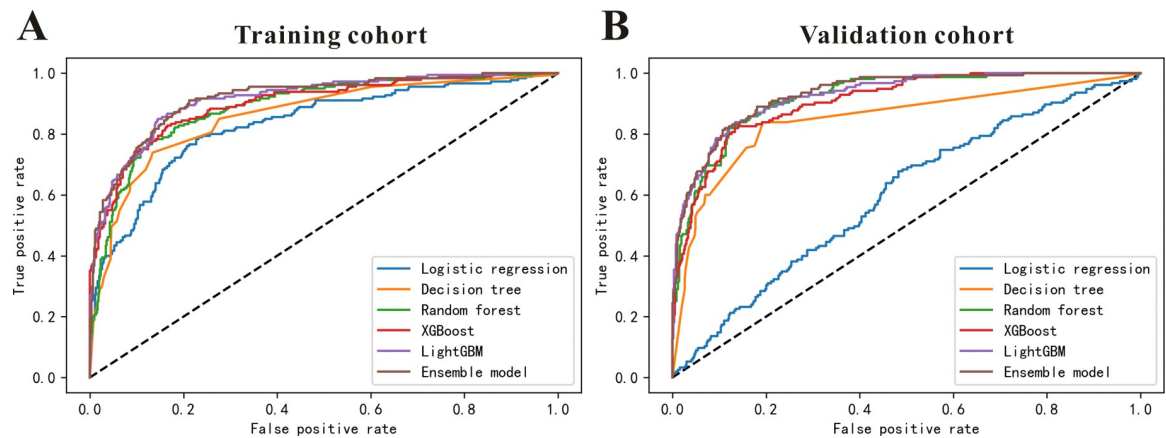 A
Training cohort
True positive rate
1.0
0.8
0.6
0.4
0.2
0.0
Logistic regression
Decision tree
Random forest
XGBoost
LightGBM
Ensemble model
0.0 0.2 0.4 0.6 0.8 1.0
False positive rate
B
Validation cohort
True positive rate
1.0
0.8
0.6
0.4
0.2
0.0
Logistic regression
Decision tree
Random forest
XGBoost
LightGBM
Ensemble model
0.0 0.2 0.4 0.6 0.8 1.0
False positive rate